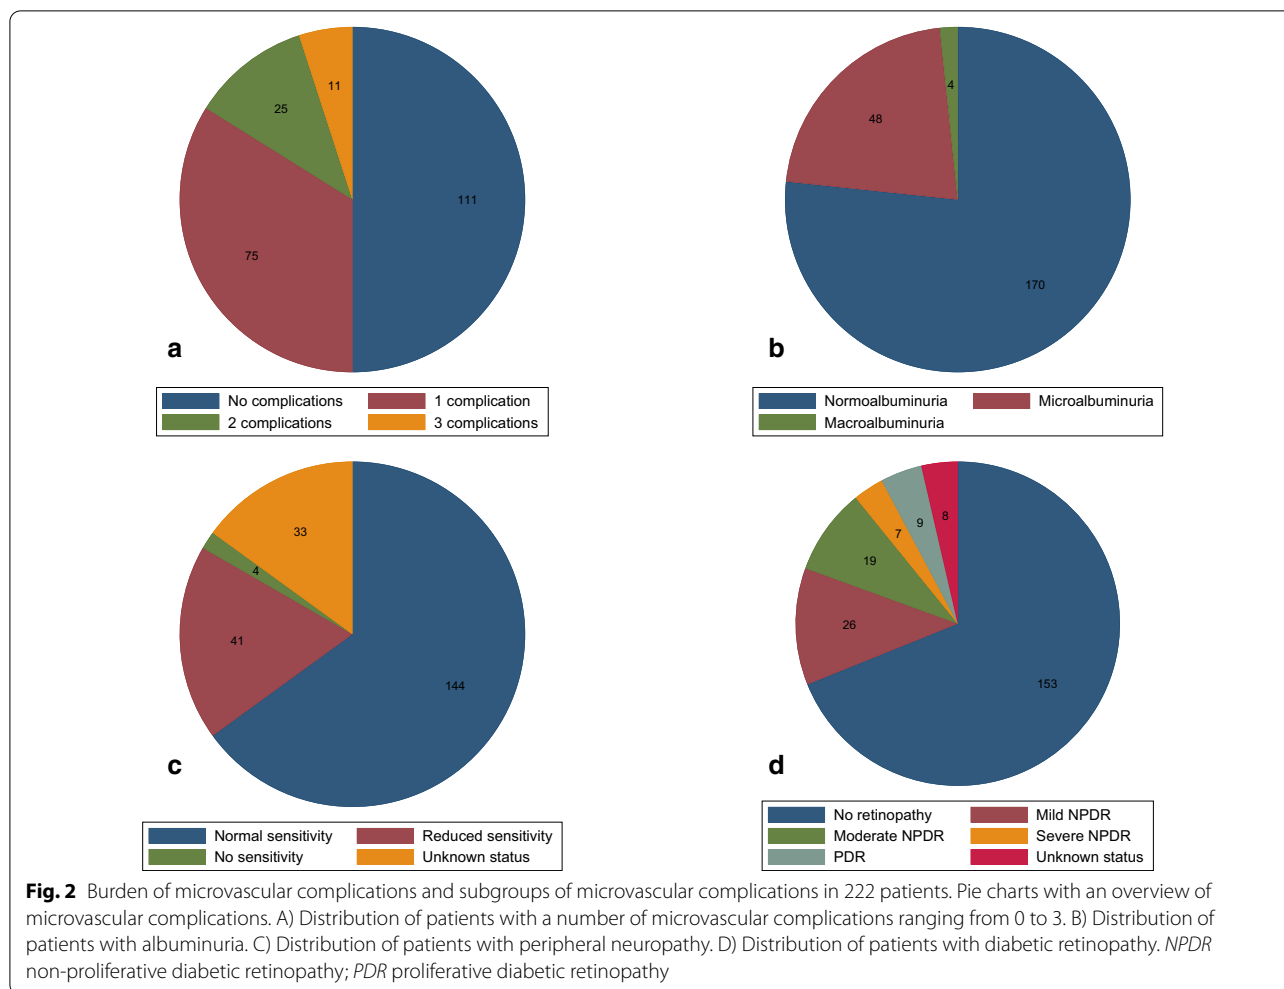 11
25
111
75
a
No complications 1 complication
2 complications 3 complications
4
48
170
b
Normoalbuminuria Microalbuminuria
Macroalbuminuria
33
4
41
144
c
Normal sensitivity Reduced sensitivity
No sensitivity Unknown status
8
9
7
19
26
153
d
No retinopathy Mild NPDR
Moderate NPDR Severe NPDR
PDR Unknown status
Fig. 2 Burden of microvascular complications and subgroups of microvascular complications in 222 patients. Pie charts with an overview of
microvascular complications. A) Distribution of patients with a number of microvascular complications ranging from 0 to 3. B) Distribution of
patients with albuminuria. C) Distribution of patients with peripheral neuropathy. D) Distribution of patients with diabetic retinopathy. NPDR
non-proliferative diabetic retinopathy; PDR proliferative diabetic retinopathy